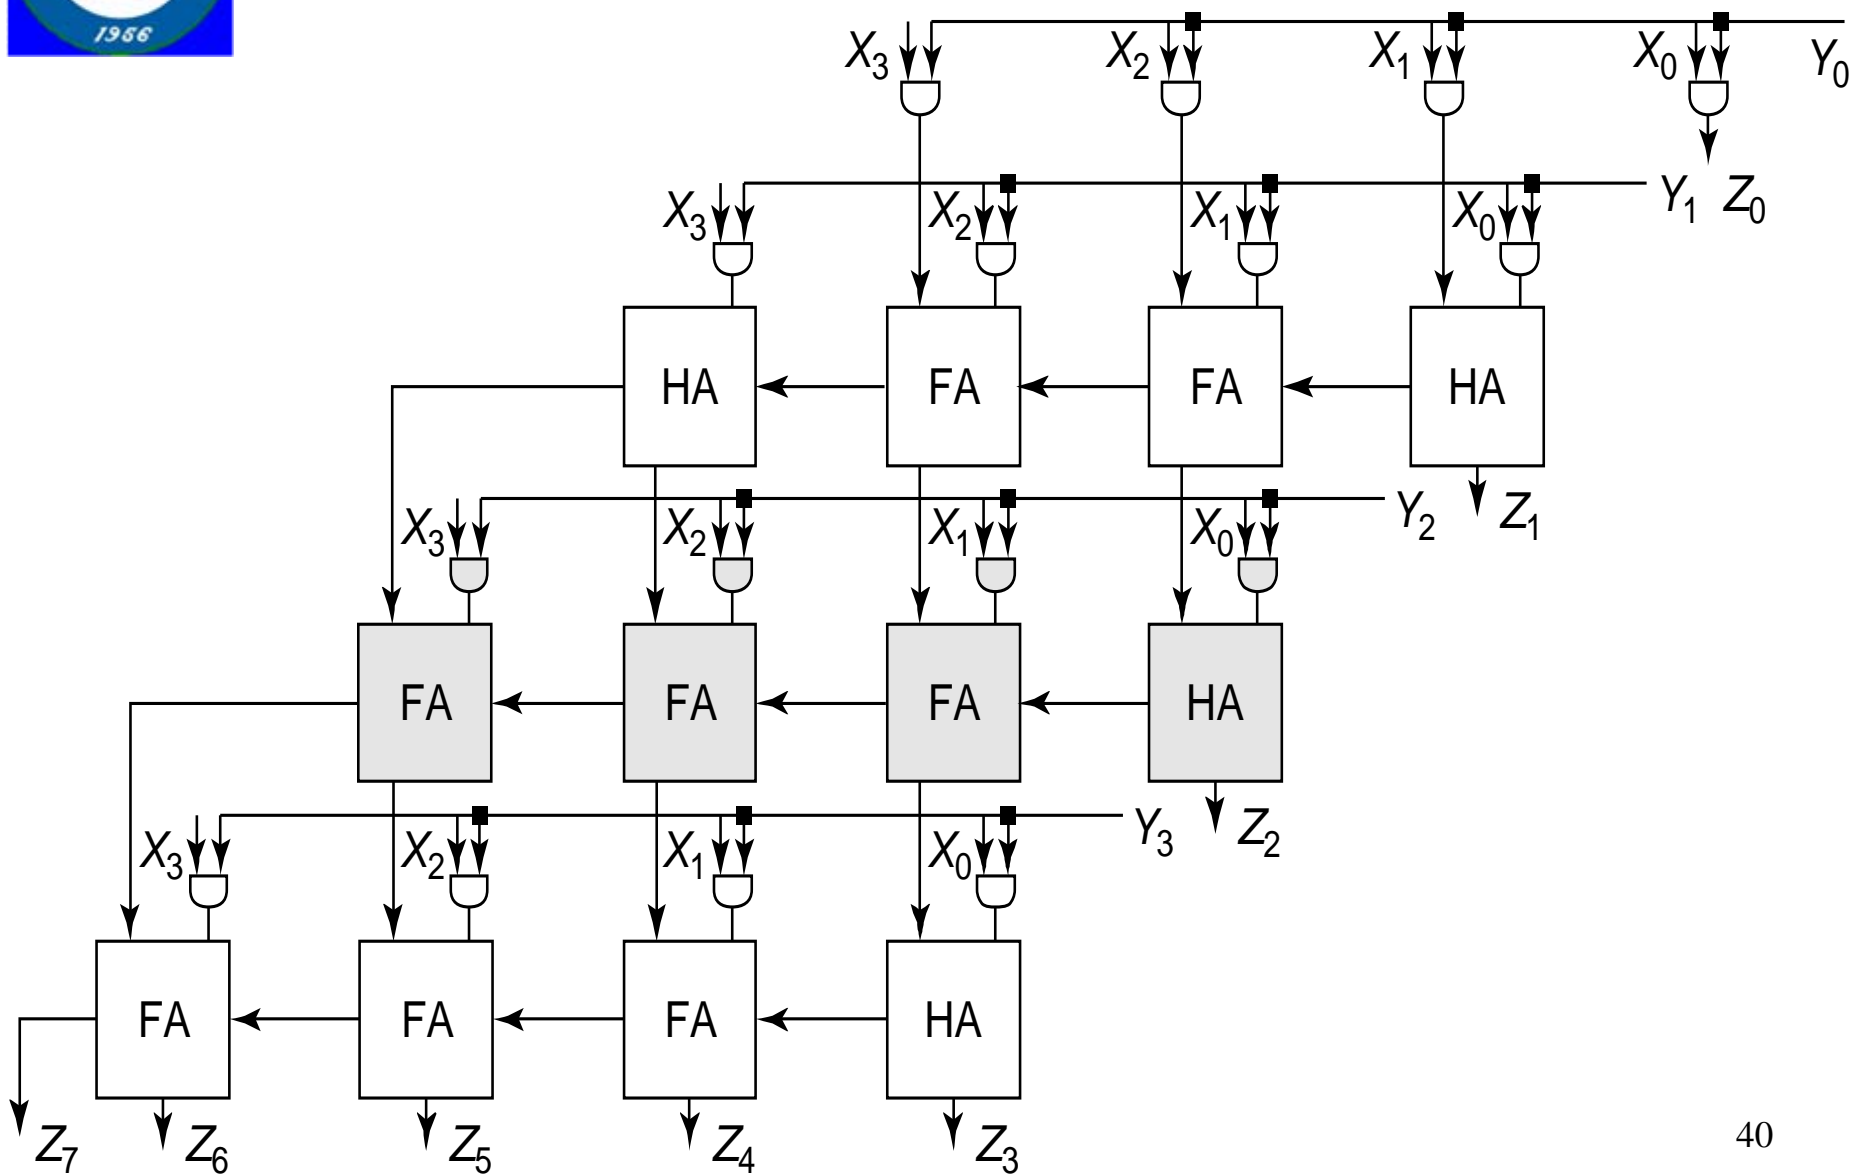 1956
X3 X2 X1 X0 Y0
X3 X2 X1 X0 Y1 Z0
HA FA FA HA
X3 X2 X1 X0 Y2 Z1
FA FA FA HA
X3 X2 X1 X0 Y3 Z2
FA FA FA HA
Z7 Z6 Z5 Z4 Z3
40